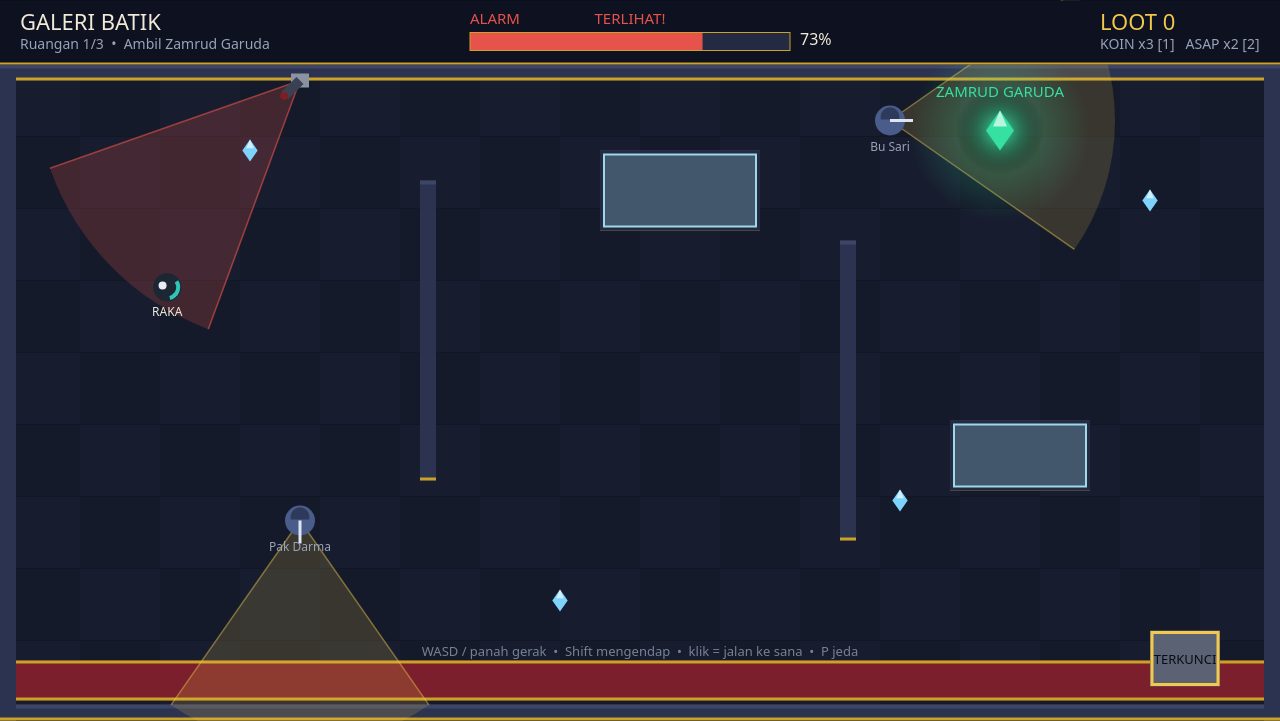 GALERI BATIK
Ruangan 1/3 • Ambil Zamrud Garuda
ALARM TERLIHAT!
73%
LOOT 0
KOIN x3 [1] ASAP x2 [2]
ZAMRUD GARUDA
Bu Sari
RAKA
Pak Darma
WASD / panah gerak • Shift mengendap • klik = jalan ke sana • P jeda
TERKUNCI